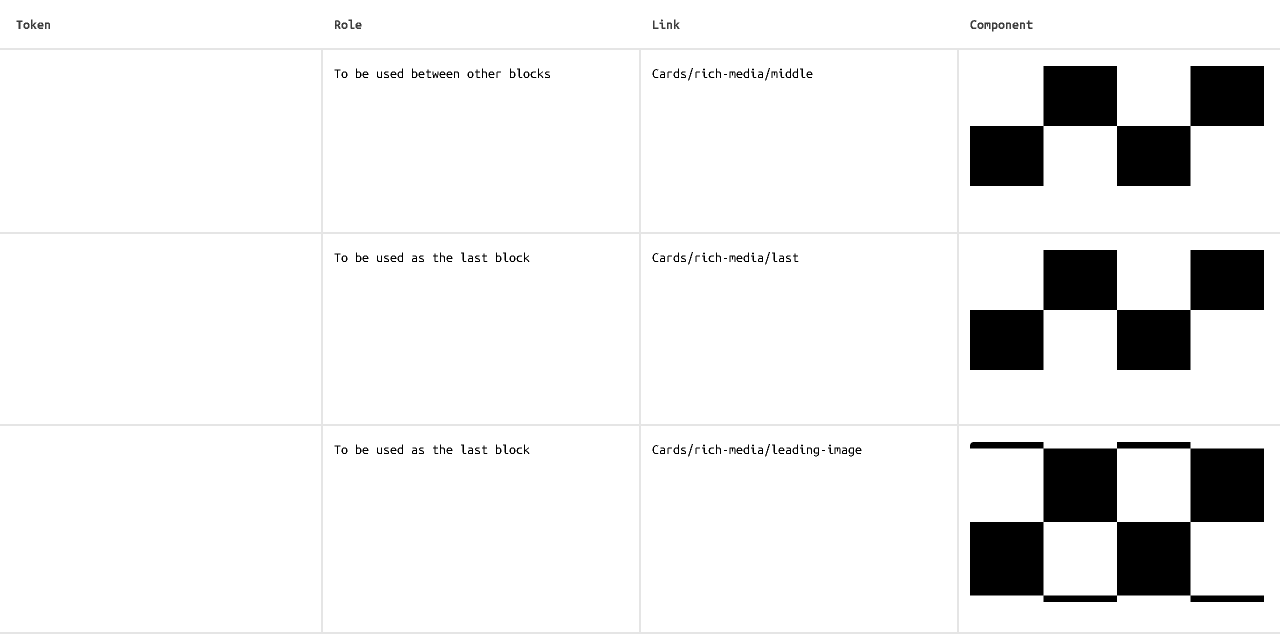 Token Role Link Component
To be used between other blocks Cards/rich-media/middle
To be used as the last block Cards/rich-media/last
To be used as the last block Cards/rich-media/leading-image